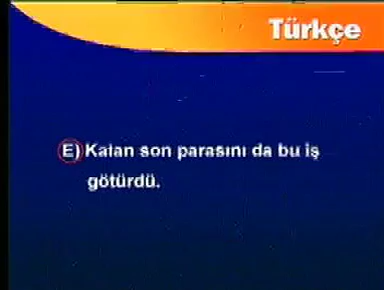 Türkçe
E) Kalan son parasını da bu iş
götürdü.